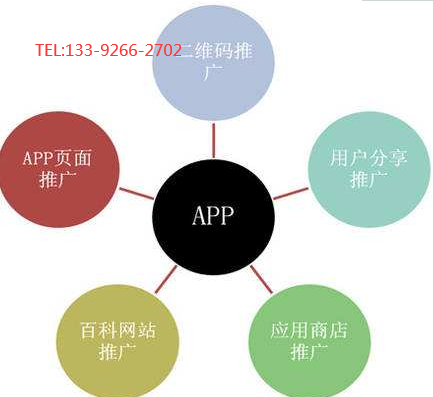 TEL:133-9266-2702
二维码推
广
APP页面
推广
用户分享
推广
APP
百科网站
推广
应用商店
推广